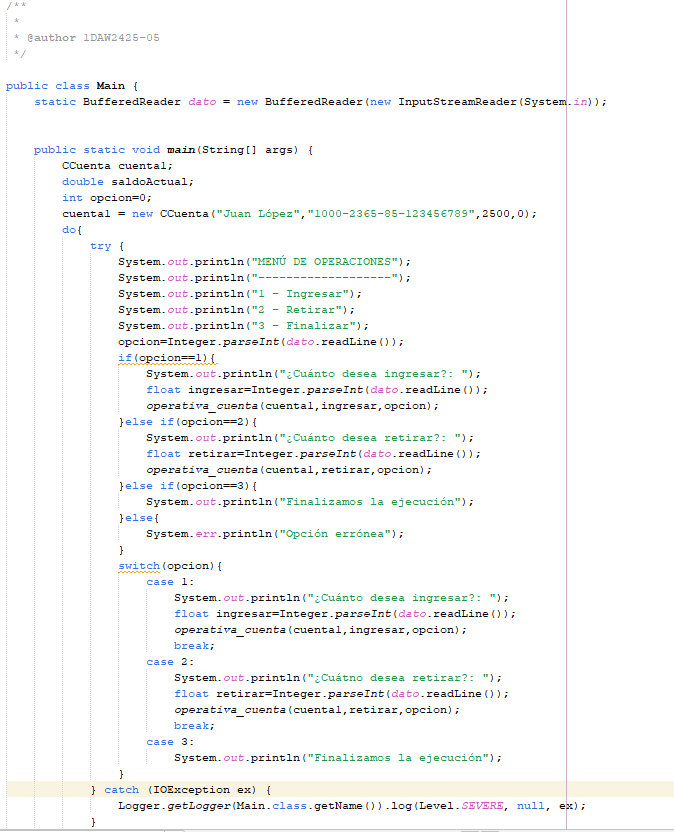 /**
 *
 * @author 1DAW2425-05
 */

public class Main {
    static BufferedReader dato = new BufferedReader(new InputStreamReader(System.in));


    public static void main(String[] args) {
        CCuenta cuenta1;
        double saldoActual;
        int opcion=0;
        cuenta1 = new CCuenta("Juan López","1000-2365-85-123456789",2500,0);
        do{
            try {
                System.out.println("MENÚ DE OPERACIONES");
                System.out.println("-------------------");
                System.out.println("1 - Ingresar");
                System.out.println("2 - Retirar");
                System.out.println("3 - Finalizar");
                opcion=Integer.parseInt(dato.readLine());
                if(opcion==1){
                    System.out.println("¿Cuánto desea ingresar?: ");
                    float ingresar=Integer.parseInt(dato.readLine());
                    operativa_cuenta(cuenta1,ingresar,opcion);
                }else if(opcion==2){
                    System.out.println("¿Cuánto desea retirar?: ");
                    float retirar=Integer.parseInt(dato.readLine());
                    operativa_cuenta(cuenta1,retirar,opcion);
                }else if(opcion==3){
                    System.out.println("Finalizamos la ejecución");
                }else{
                    System.err.println("Opción errónea");
                }
                switch(opcion){
                    case 1:
                        System.out.println("¿Cuánto desea ingresar?: ");
                        float ingresar=Integer.parseInt(dato.readLine());
                        operativa_cuenta(cuenta1,ingresar,opcion);
                        break;
                    case 2:
                        System.out.println("¿Cuátno desea retirar?: ");
                        float retirar=Integer.parseInt(dato.readLine());
                        operativa_cuenta(cuenta1,retirar,opcion);
                        break;
                    case 3:
                        System.out.println("Finalizamos la ejecución");
                }
            } catch (IOException ex) {
                Logger.getLogger(Main.class.getName()).log(Level.SEVERE, null, ex);
            }